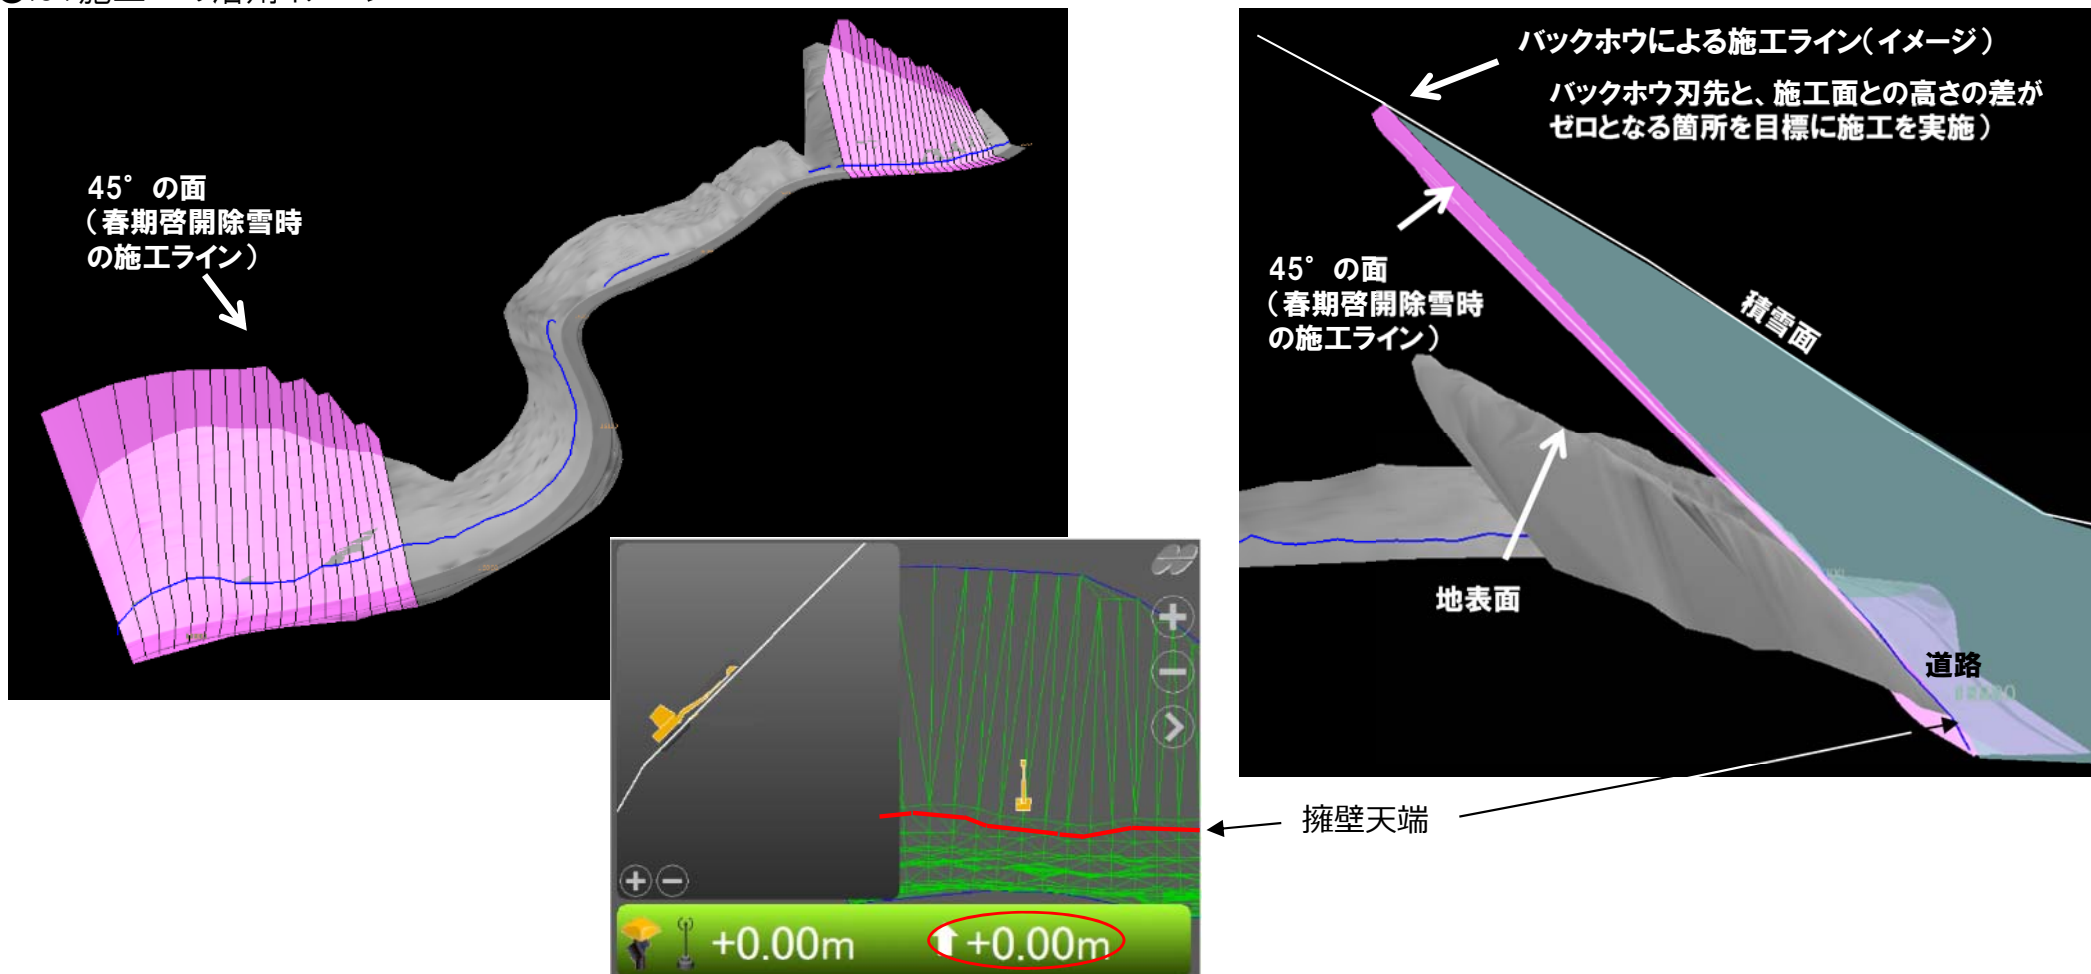 45° の面
（春期啓開除雪時
の施工ライン）
バックホウによる施工ライン（イメージ）
バックホウ刃先と、施工面との高さの差が
ゼロとなる箇所を目標に施工を実施）
45° の面
（春期啓開除雪時
の施工ライン）
積雪面
地表面
道路
擁壁天端
+0.00m
+0.00m